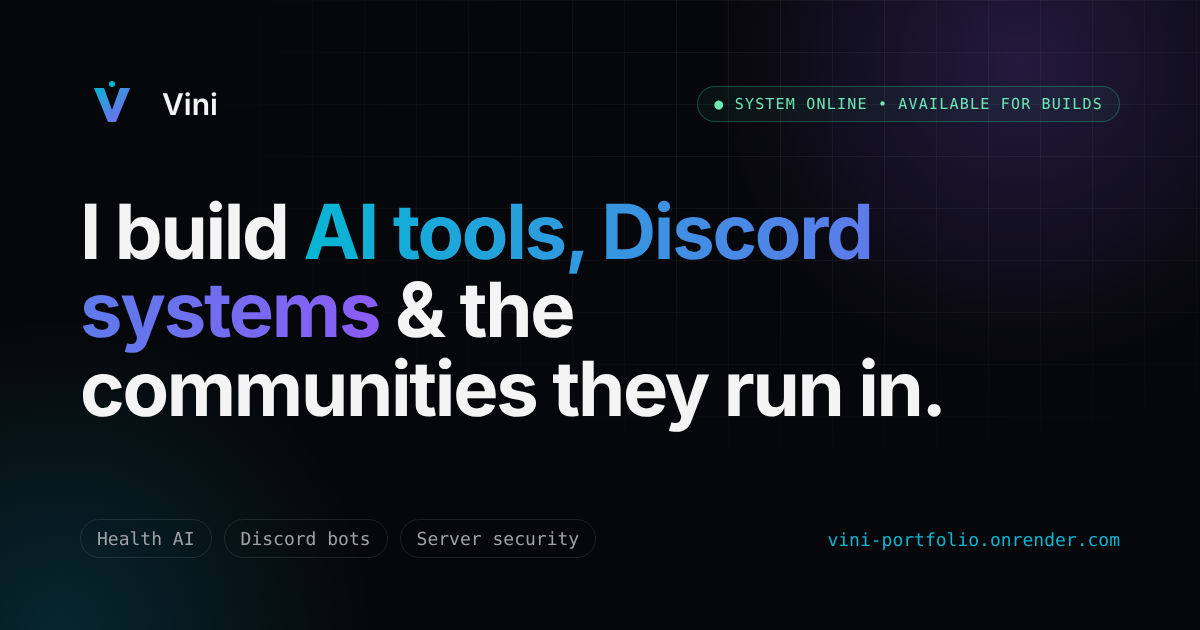 Vini
● SYSTEM ONLINE • AVAILABLE FOR BUILDS
I build AI tools, Discord
systems & the
communities they run in.
Health AI
Discord bots
Server security
vini-portfolio.onrender.com